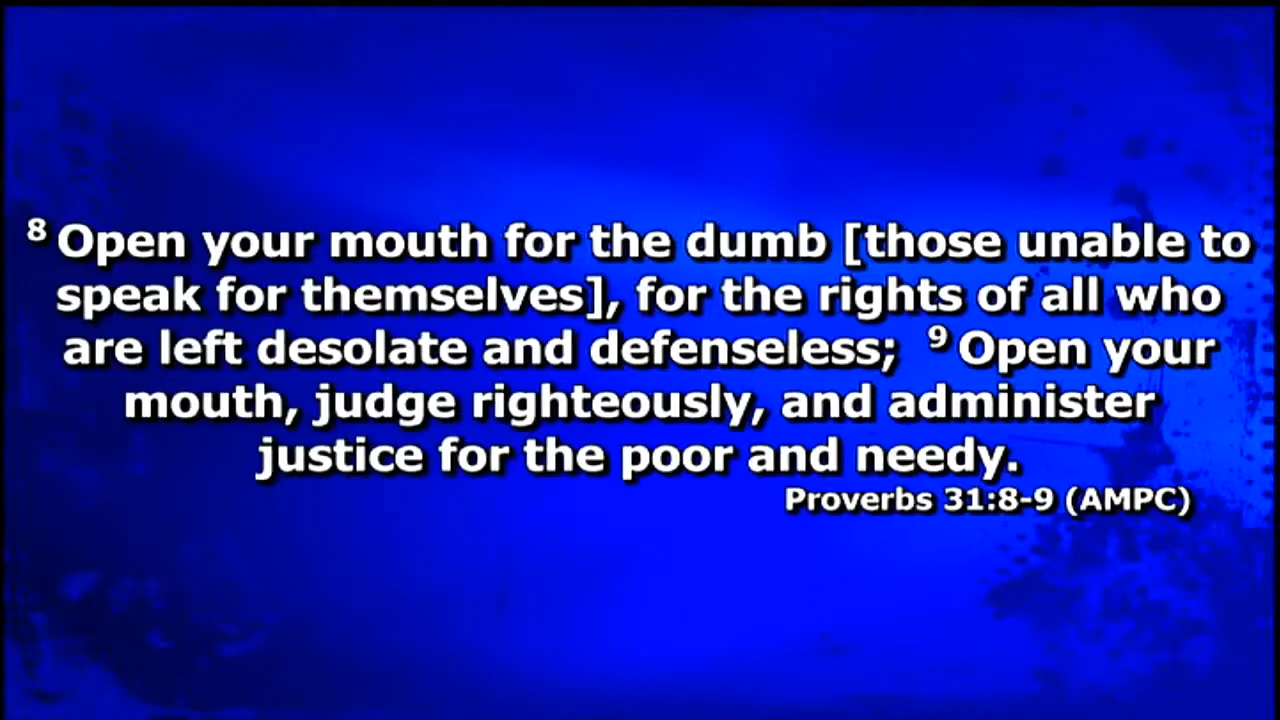 8 Open your mouth for the dumb [those unable to
speak for themselves], for the rights of all who
are left desolate and defenseless; 9 Open your
mouth, judge righteously, and administer
justice for the poor and needy.
Proverbs 31:8-9 (AMPC)